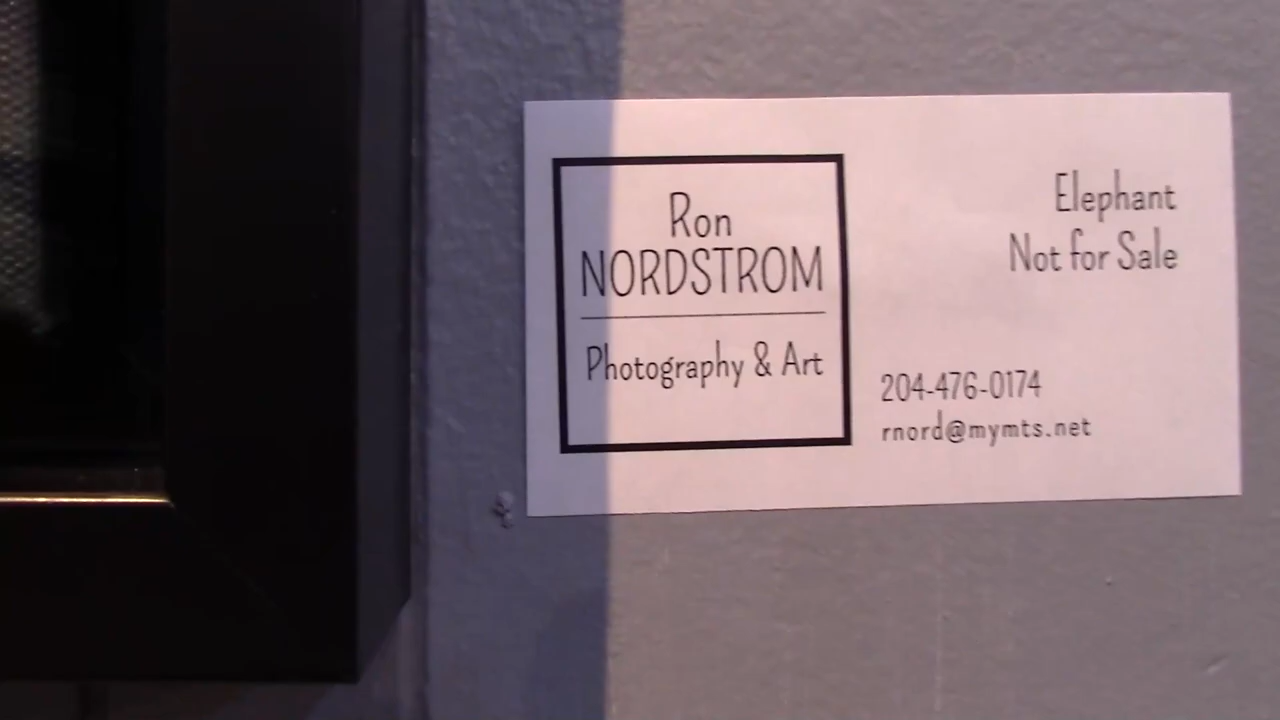 Ron
NORDSTROM
Photography & Art
Elephant
Not for Sale
204-476-0174
rnord@mymts.net